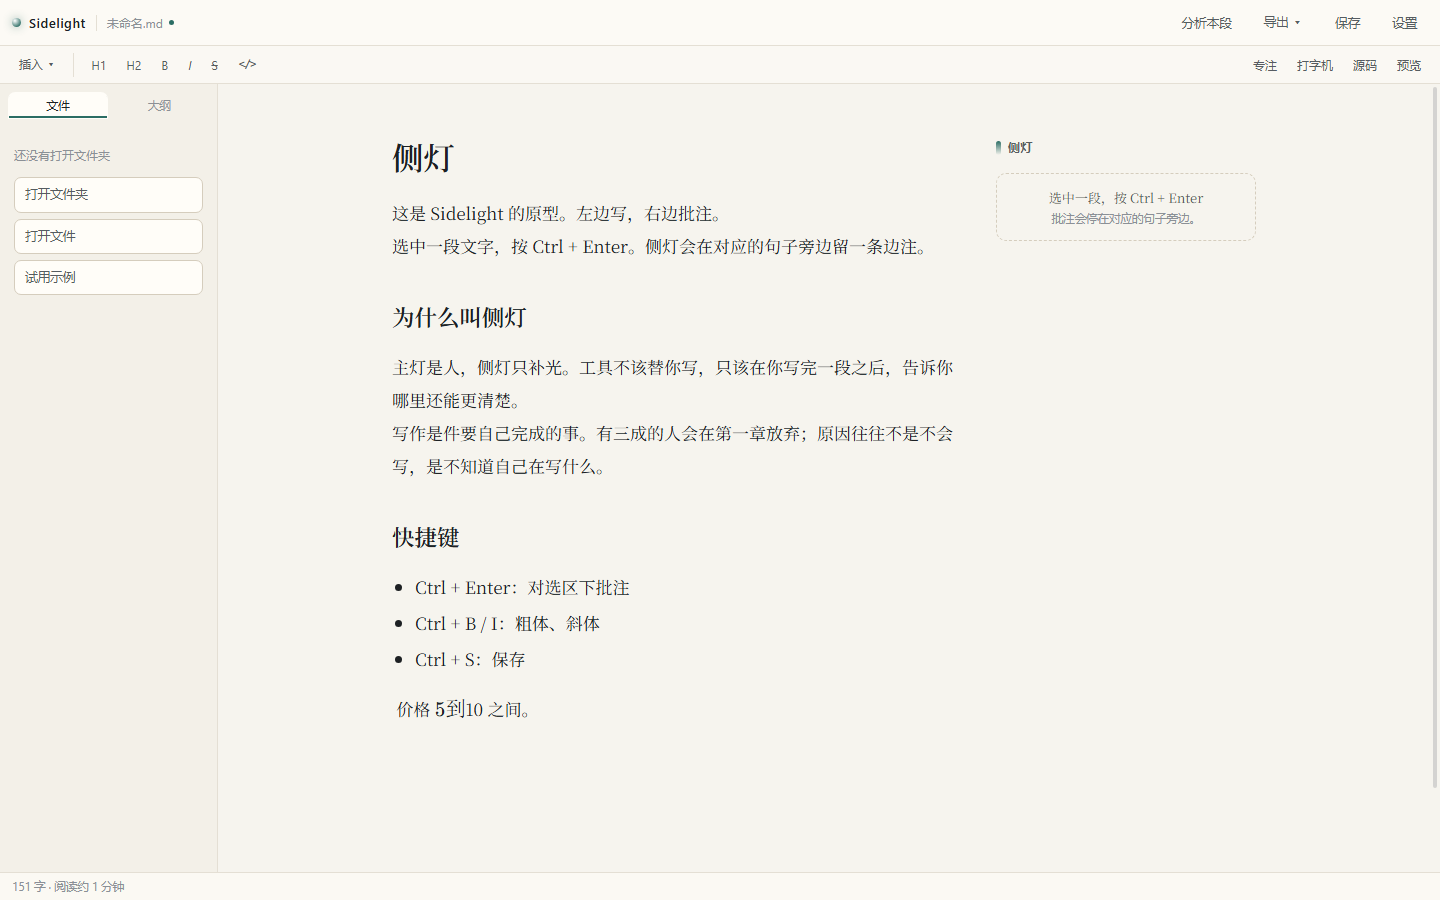 Sidelight
未命名.md
分析本段
导出
保存
设置
插入
H1
H2
B
I
S
</>
专注
打字机
源码
预览
文件
大纲
还没有打开文件夹
打开文件夹
打开文件
试用示例
侧灯
这是 Sidelight 的原型。左边写，右边批注。
选中一段文字，按 Ctrl + Enter。侧灯会在对应的句子旁边留一条边注。
为什么叫侧灯
主灯是人，侧灯只补光。工具不该替你写，只该在你写完一段之后，告诉你
哪里还能更清楚。
写作是件要自己完成的事。有三成的人会在第一章放弃；原因往往不是不会
写，是不知道自己在写什么。
快捷键
Ctrl + Enter：对选区下批注
Ctrl + B / I：粗体、斜体
Ctrl + S：保存
价格 5到10 之间。
侧灯
选中一段，按 Ctrl + Enter
批注会停在对应的句子旁边。
151 字 · 阅读约 1 分钟